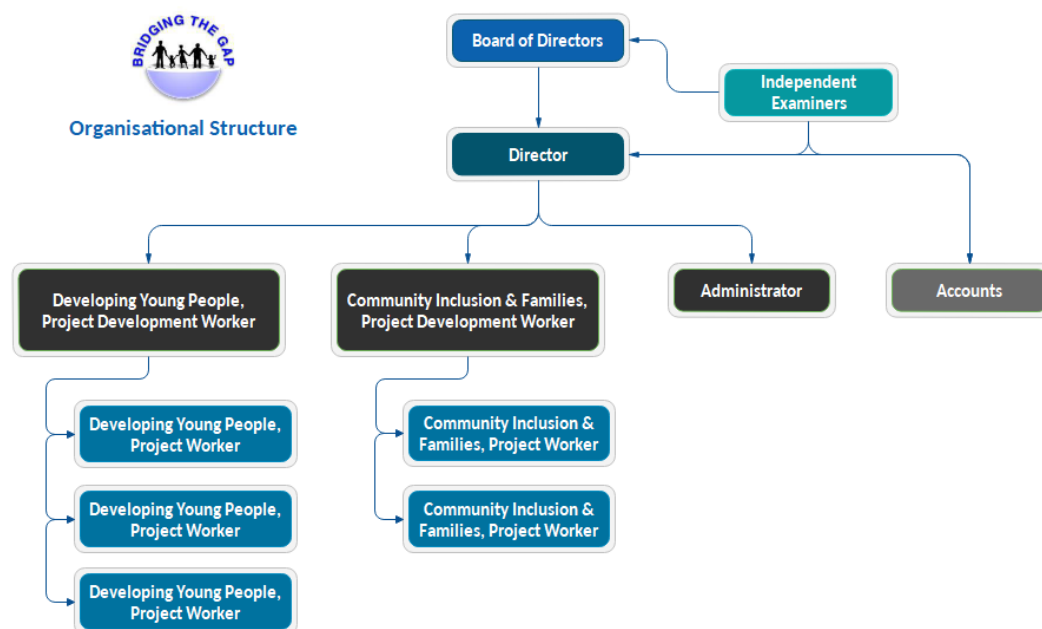 BRIDGING THE GAP
Organisational Structure
Board of Directors
Independent
Examiners
Director
Developing Young People,
Project Development Worker
Community Inclusion & Families,
Project Development Worker
Administrator
Accounts
Developing Young People,
Project Worker
Community Inclusion &
Families, Project Worker
Developing Young People,
Project Worker
Community Inclusion &
Families, Project Worker
Developing Young People,
Project Worker